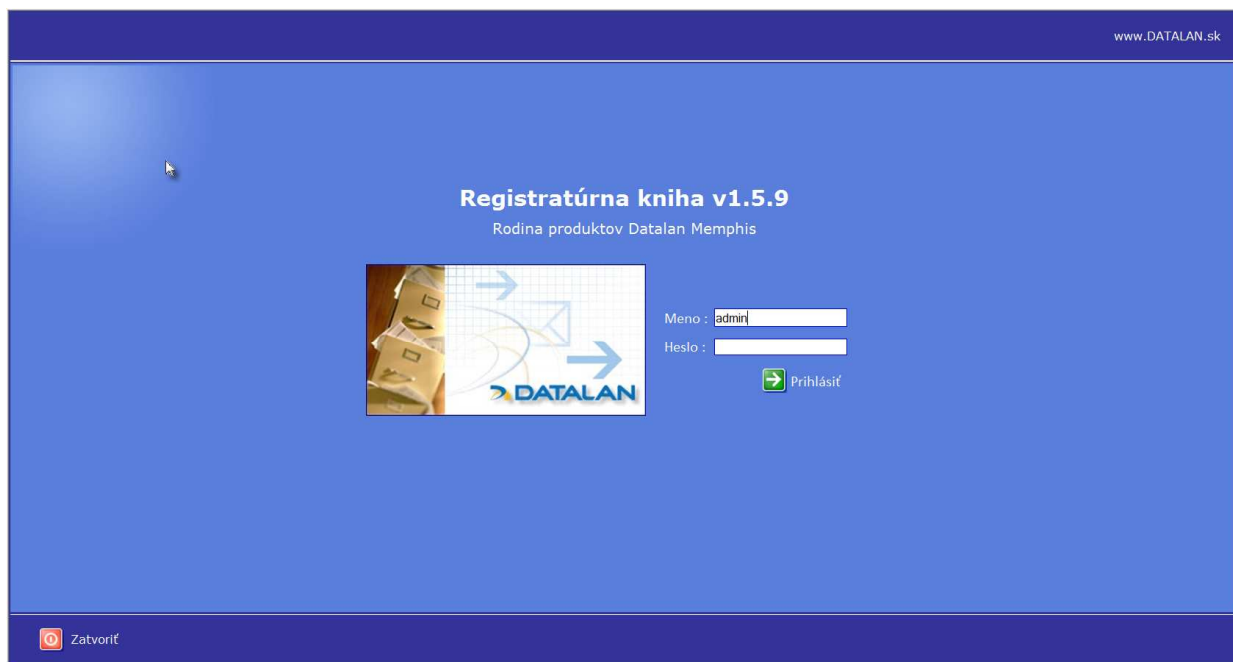 www.DATALAN.sk
Registratúrna kniha v1.5.9
Rodina produktov Datalan Memphis
DATALAN
Meno : admin
Heslo :
Prihlásiť
Zatvoriť